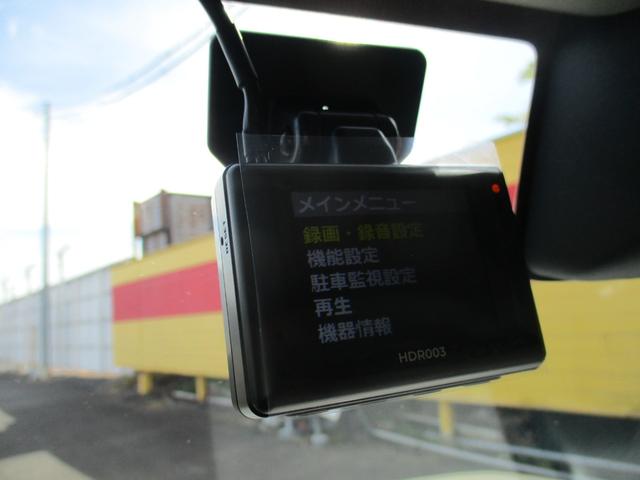 メインメニュー
録画・録音設定
機能設定
駐車監視設定
再生
機器情報
HDR003